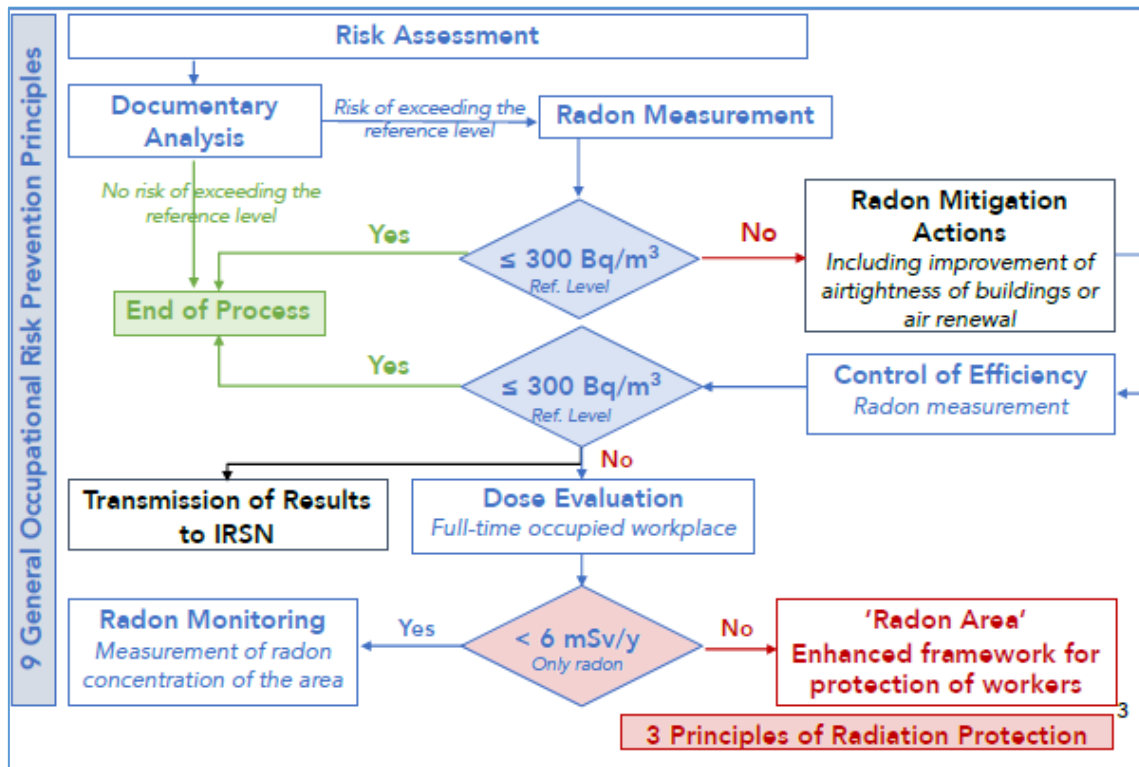 9 General Occupational Risk Prevention Principles
Risk Assessment
Documentary
Analysis
Risk of exceeding the
reference level
Radon Measurement
No risk of exceeding the
reference level
Yes
≤ 300 Bq/m³
Ref. Level
No
Radon Mitigation
Actions
Including improvement of
airtightness of buildings or
air renewal
End of Process
Yes
≤ 300 Bq/m³
Ref. Level
Control of Efficiency
Radon measurement
No
Transmission of Results
to IRSN
Dose Evaluation
Full-time occupied workplace
Radon Monitoring
Measurement of radon
concentration of the area
Yes
< 6 mSv/y
Only radon
No
‘Radon Area’
Enhanced framework for
protection of workers
3
3 Principles of Radiation Protection